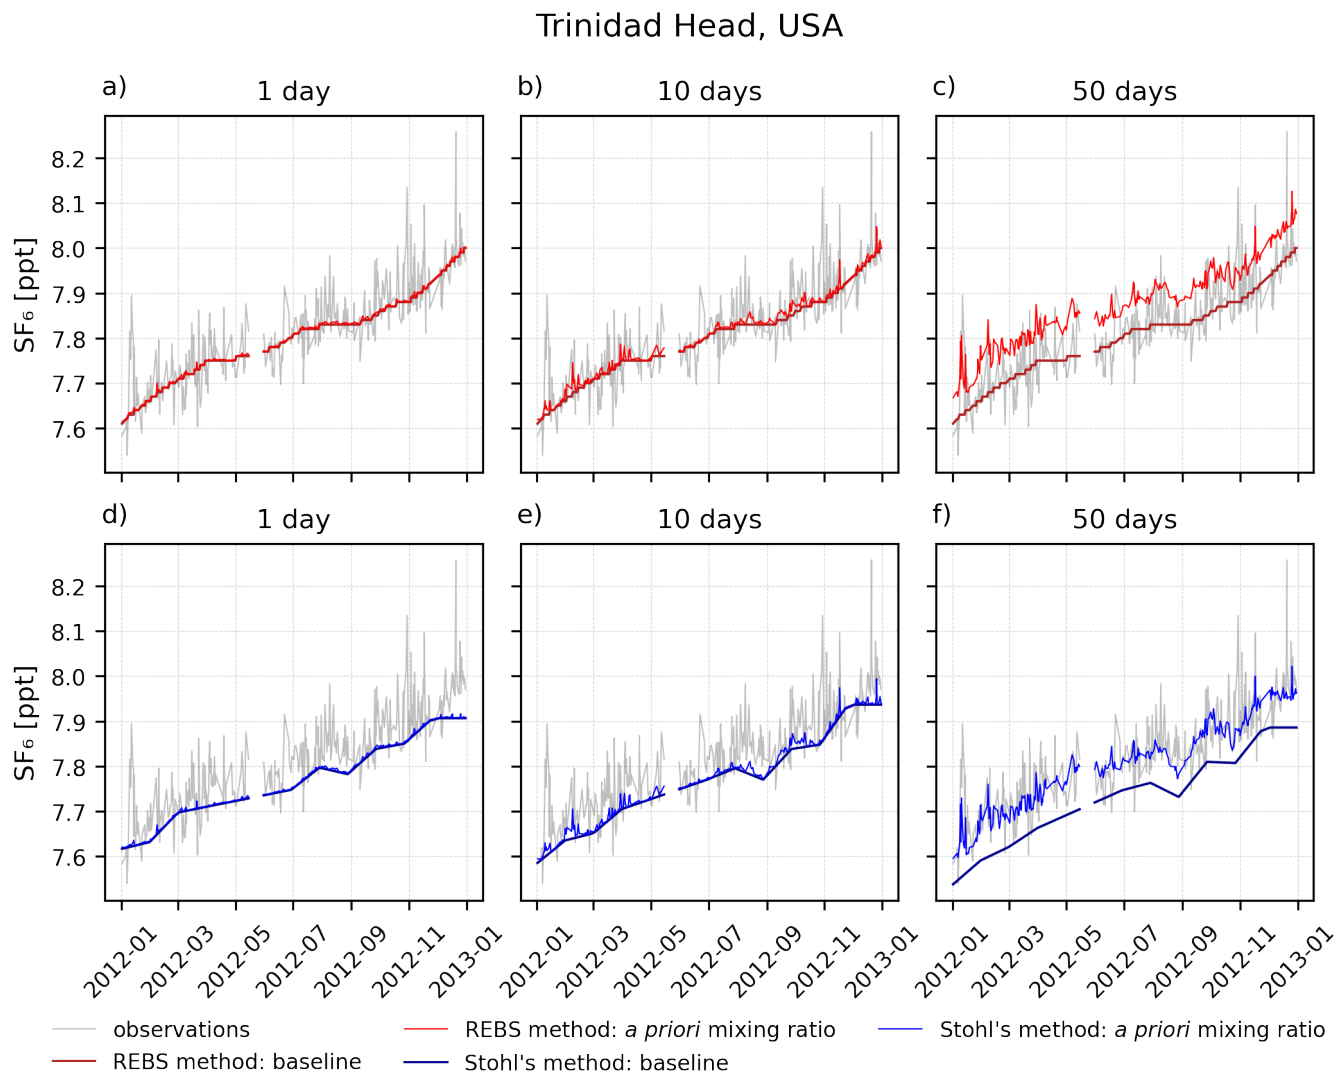 Trinidad Head, USA
a) 1 day
b) 10 days
c) 50 days
SF₆ [ppt]
8.2
8.1
8.0
7.9
7.8
7.7
7.6
d) 1 day
e) 10 days
f) 50 days
SF₆ [ppt]
8.2
8.1
8.0
7.9
7.8
7.7
7.6
2012-01 2012-03 2012-05 2012-07 2012-09 2012-11 2013-01
2012-01 2012-03 2012-05 2012-07 2012-09 2012-11 2013-01
2012-01 2012-03 2012-05 2012-07 2012-09 2012-11 2013-01
observations
REBS method: baseline
REBS method: a priori mixing ratio
Stohl's method: baseline
Stohl's method: a priori mixing ratio